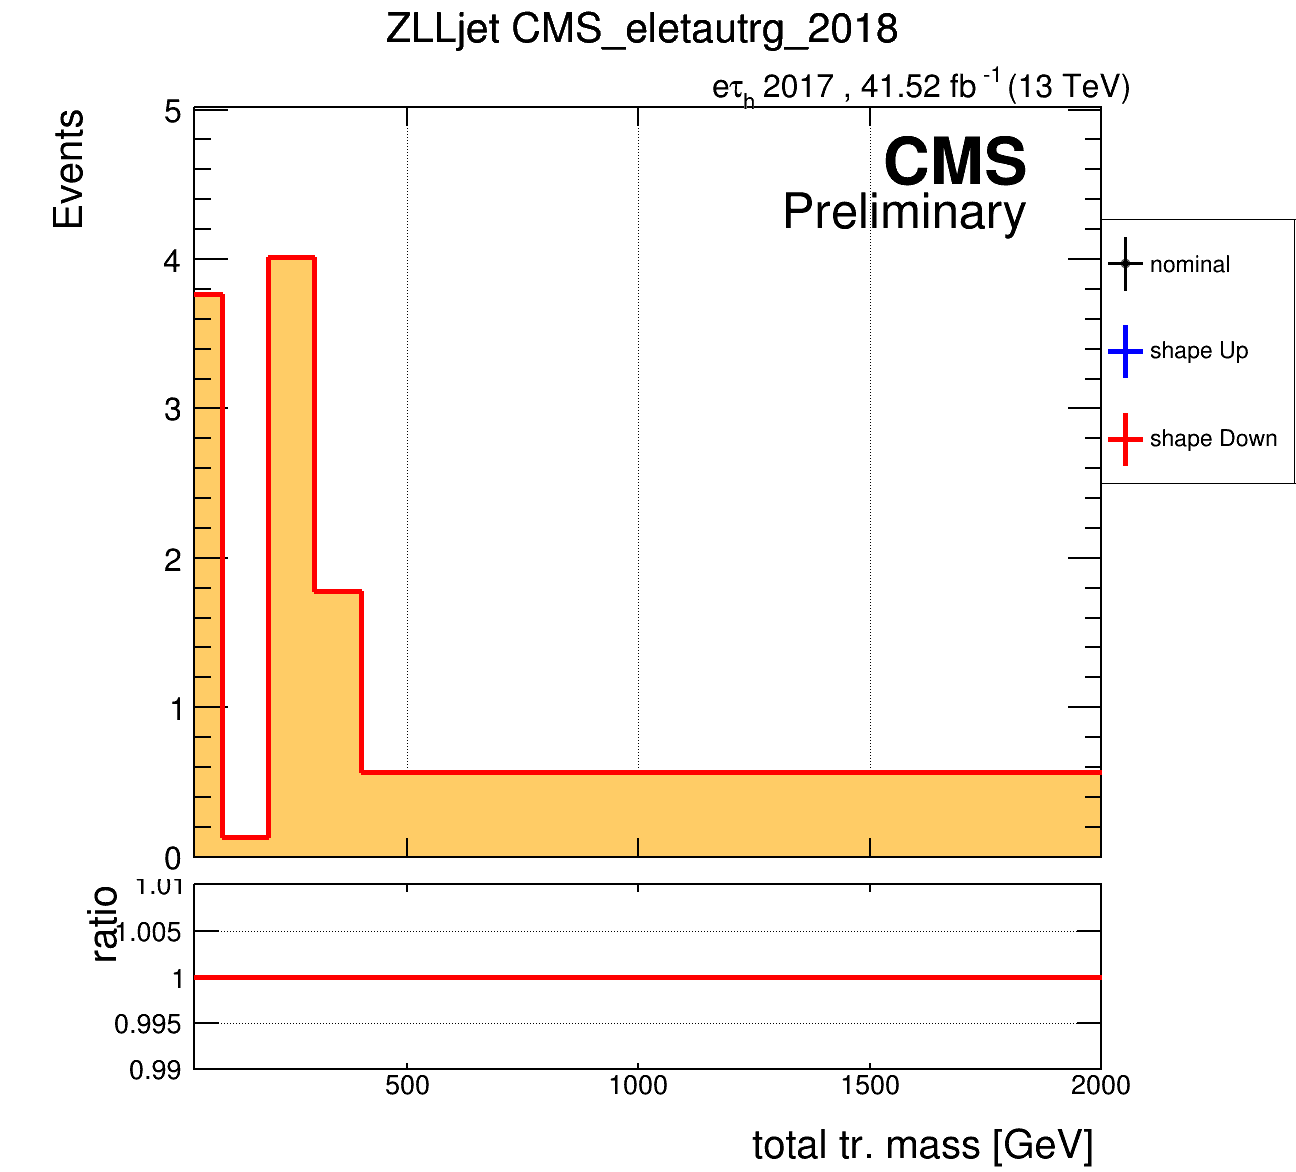 ZLLjet CMS_eletautrg_2018
eτh 2017 , 41.52 fb -1 (13 TeV)
Events
5
4
3
2
1
0
CMS
Preliminary
nominal
shape Up
shape Down
ratio
1.01
1.005
1
0.995
0.99
500 1000 1500 2000
total tr. mass [GeV]